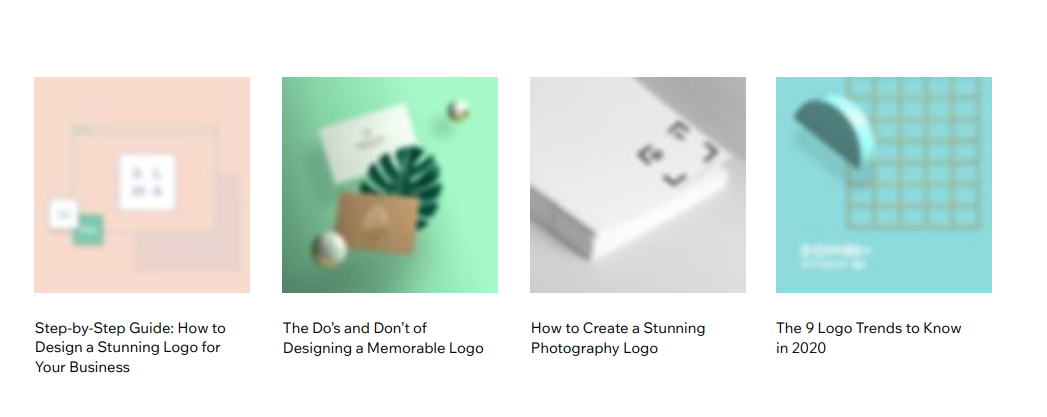 Step-by-Step Guide: How to
Design a Stunning Logo for
Your Business
The Do's and Don't of
Designing a Memorable Logo
How to Create a Stunning
Photography Logo
The 9 Logo Trends to Know
in 2020